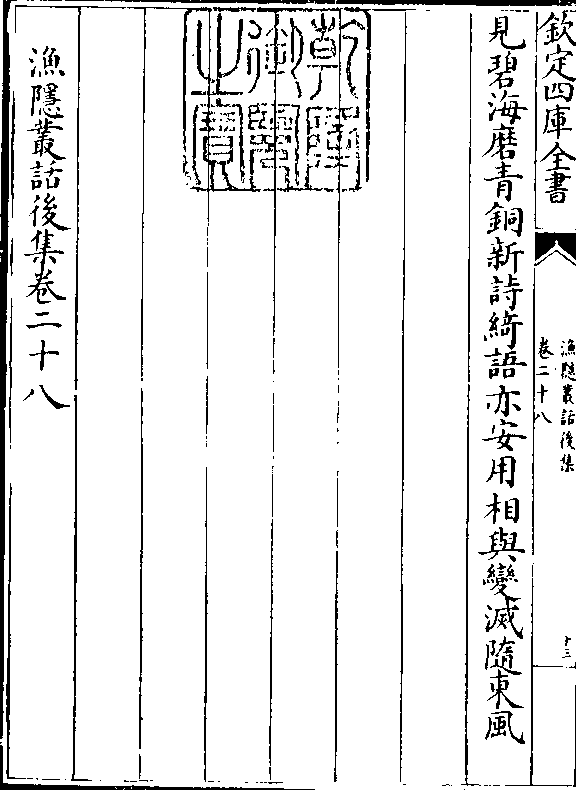 欽定四庫全書
漁隱叢話後集
卷二十八
十三
見碧海磨青銅新詩綺語亦安用相與變滅隨東風
乾隆御覽之寶
漁隱叢話後集卷二十八